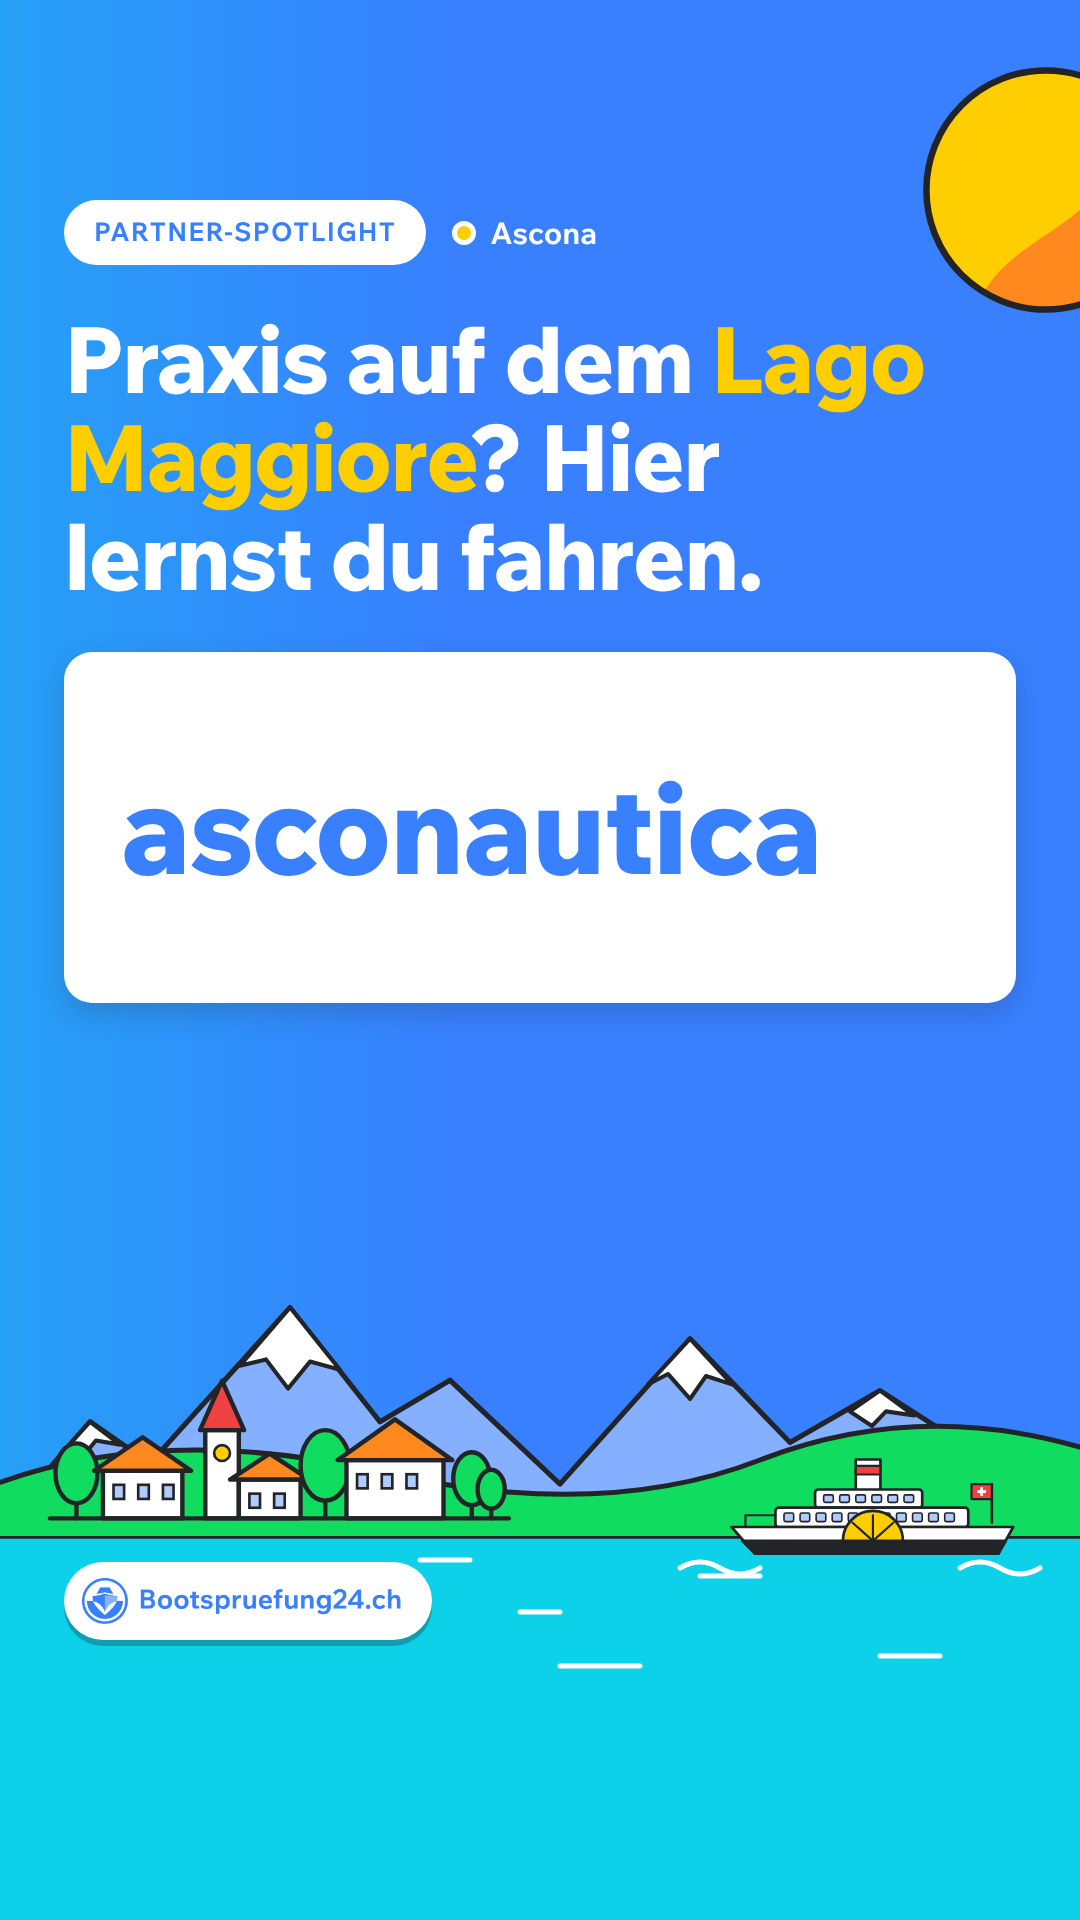 PARTNER-SPOTLIGHT
Ascona
Praxis auf dem Lago
Maggiore? Hier
lernst du fahren.
asconautica
Bootspruefung24.ch